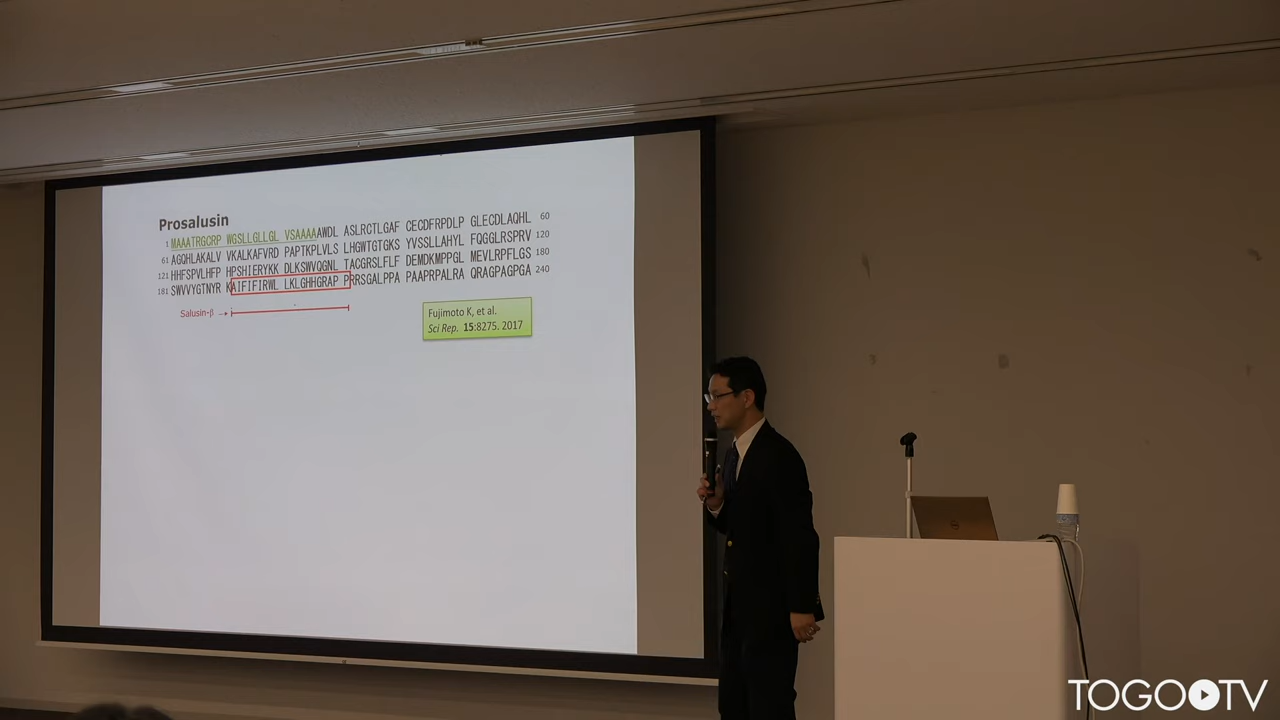 Prosalusin
1 MAAATRGCRP WGSLLGLLGL VSAAAAAWDL ASLRCTLGAF CECDFRPDLP GLECDLAQHL 60
61 AGQHLAKALV VKALKAFVRD PAPTKPLVLS LHGWTGTGKS YVSSLLAHYL FQGGLRSPRV 120
121 HHFSPVLHFP HPSHIERYKK DLKSWVQGNL TACGRSLFLF DEMDKMPPGL MEVLRPFLGS 180
181 SWVVYGTNYR KAIFIFIRWL LKLGHHGRAP PRRSGALPPA PAAPRPALRA QRAGPAGPGA 240
Salusin-β →
Fujimoto K, et al.
Sci Rep. 15:8275. 2017
DELL
TOGOTV